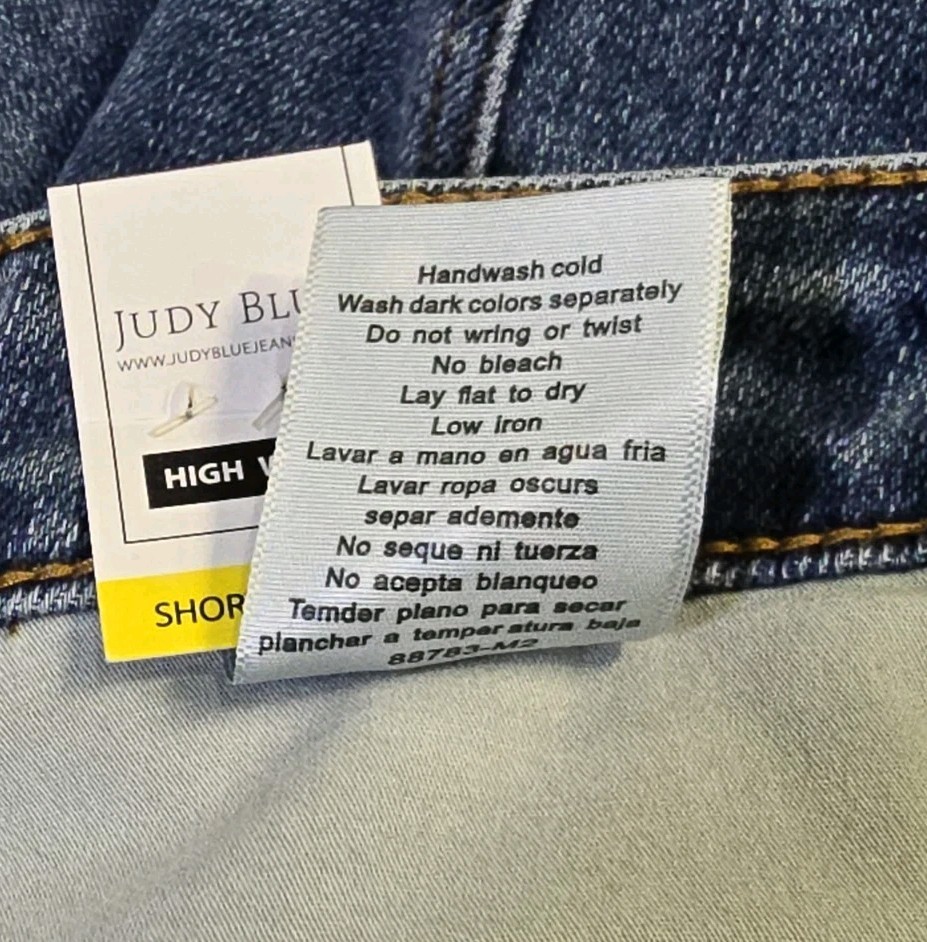 JUDY BLU
WWW.JUDYBLUEJEAN
HIGH
SHOR
Handwash cold
Wash dark colors separately
Do not wring or twist
No bleach
Lay flat to dry
Low iron
Lavar a mano en agua fria
Lavar ropa oscurs
separ ademente
No seque ni tuerza
No acepta blanqueo
Temder plano para secar
planchar a temper atura baja
88783-M2